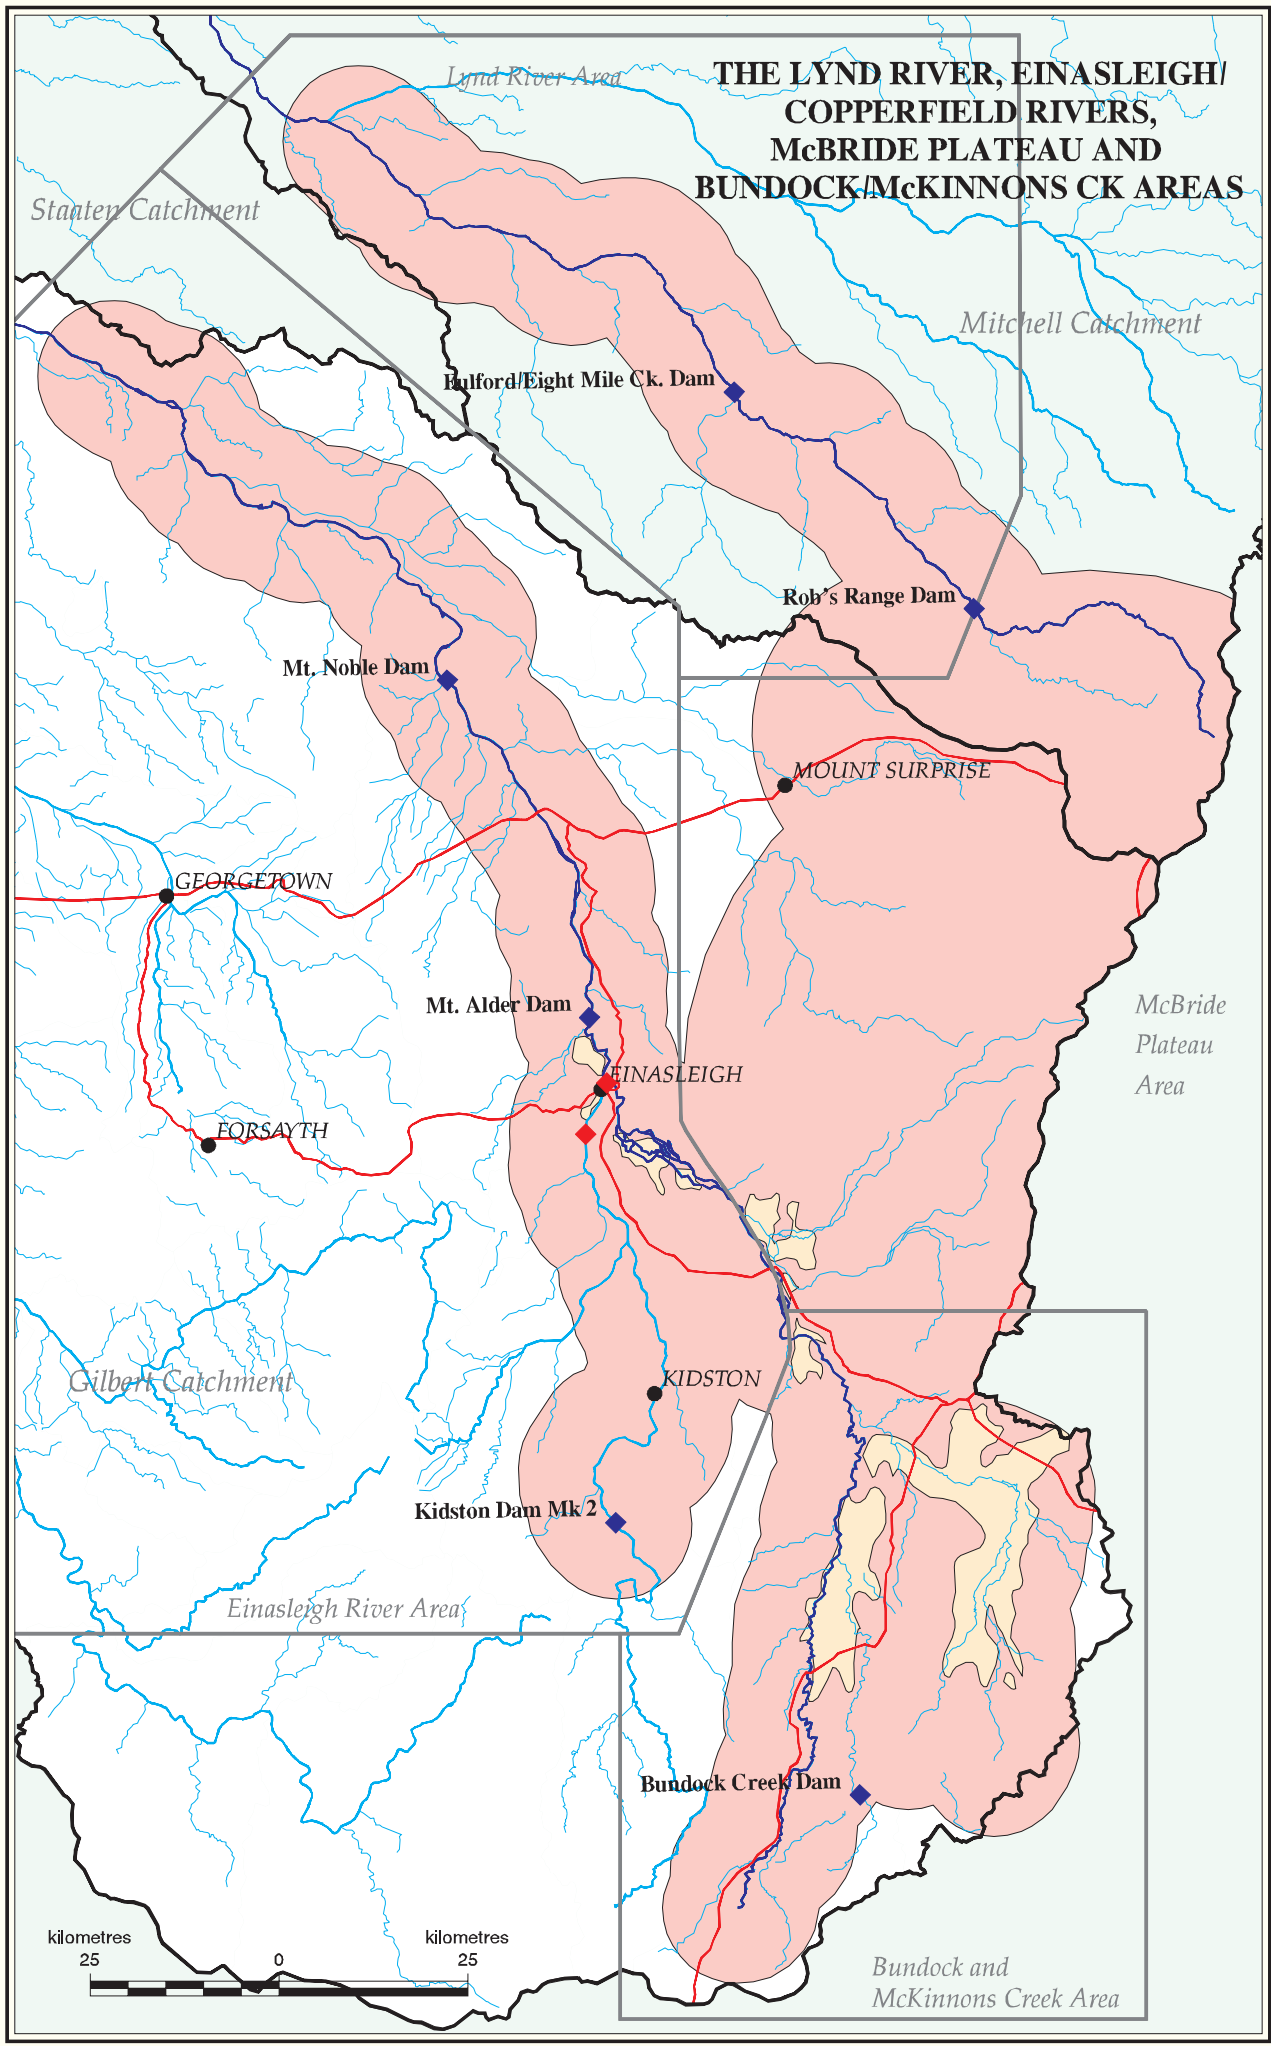 Lynd River Area
THE LYND RIVER, EINASLEIGH/
COPPERFIELD RIVERS,
McBRIDE PLATEAU AND
BUNDOCK/McKINNONS CK AREAS
Staaten Catchment
Mitchell Catchment
Fulford/Eight Mile Ck. Dam
Rob's Range Dam
Mt. Noble Dam
MOUNT SURPRISE
GEORGETOWN
Mt. Alder Dam
McBride
Plateau
Area
EINASLEIGH
FORSAYTH
KIDSTON
Gilbert Catchment
Kidston Dam Mk 2
Einasleigh River Area
Bundock Creek Dam
kilometres kilometres
25 0 25
Bundock and
McKinnons Creek Area